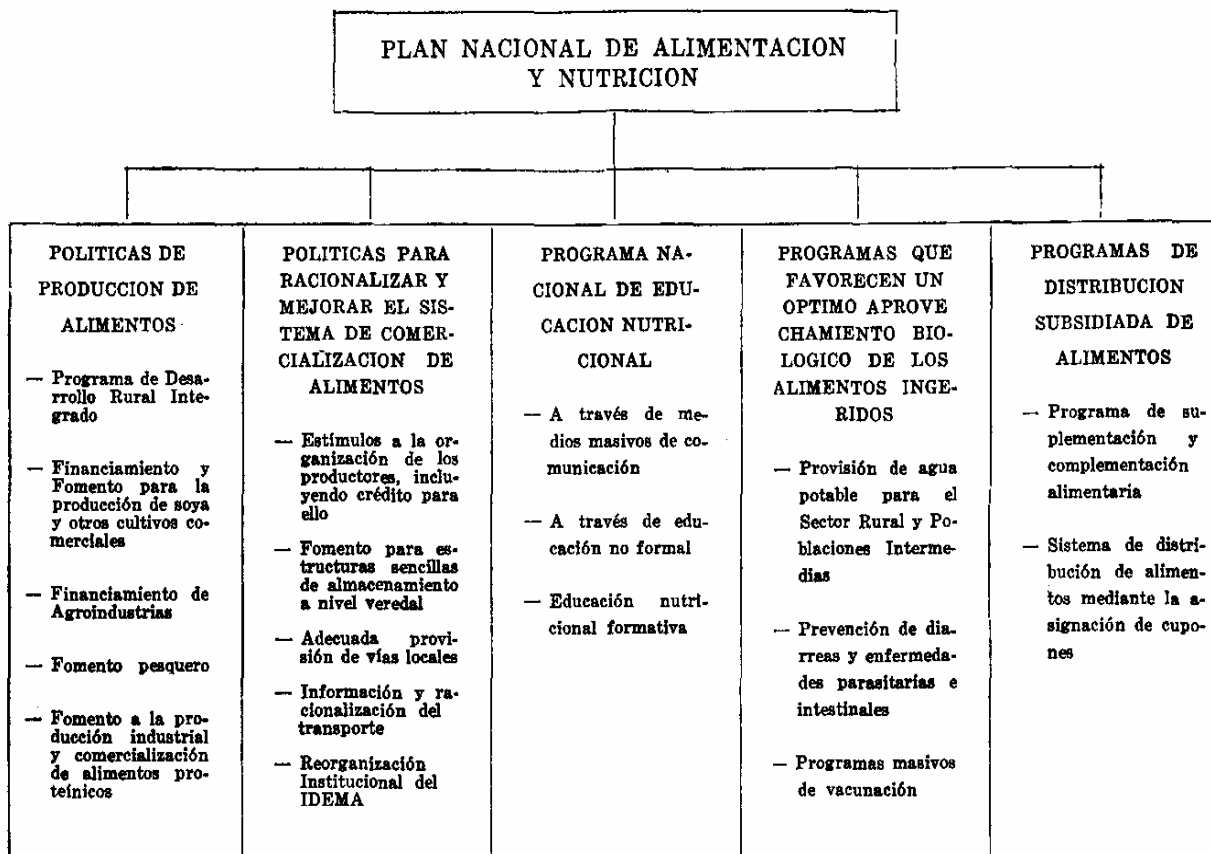 PLAN NACIONAL DE ALIMENTACION
Y NUTRICION
POLITICAS DE
PRODUCCION DE
ALIMENTOS
— Programa de Desa-
rrollo Rural Inte-
grado
— Financiamiento y
Fomento para la
producción de soya
y otros cultivos co-
merciales
— Financiamiento de
Agroindustrias
— Fomento pesquero
— Fomento a la pro-
ducción industrial
y comercialización
de alimentos pro-
teínicos
POLITICAS PARA
RACIONALIZAR Y
MEJORAR EL SIS-
TEMA DE COMER-
CIALIZACION DE
ALIMENTOS
— Estímulos a la or-
ganización de los
productores, inclu-
yendo crédito para
ello
— Fomento para es-
tructuras sencillas
de almacenamiento
a nivel veredal
— Adecuada provi-
sión de vías locales
— Información y ra-
cionalización del
transporte
— Reorganización
Institucional del
IDEMA
PROGRAMA NA-
CIONAL DE EDU-
CACION NUTRI-
CIONAL
— A través de me-
dios masivos de co-
municación
— A través de edu-
cación no formal
— Educación nutri-
cional formativa
PROGRAMAS QUE
FAVORECEN UN
OPTIMO APROVE
CHAMIENTO BIO-
LOGICO DE LOS
ALIMENTOS INGE-
RIDOS
— Provisión de agua
potable para el
Sector Rural y Po-
blaciones Interme-
dias
— Prevención de dia-
rreas y enfermeda-
des parasitarias e
intestinales
— Programas masivos
de vacunación
PROGRAMAS DE
DISTRIBUCION
SUBSIDIADA DE
ALIMENTOS
— Programa de su-
plementación y
complementación
alimentaria
— Sistema de distri-
bución de alimen-
tos mediante la a-
signación de cupo-
nes